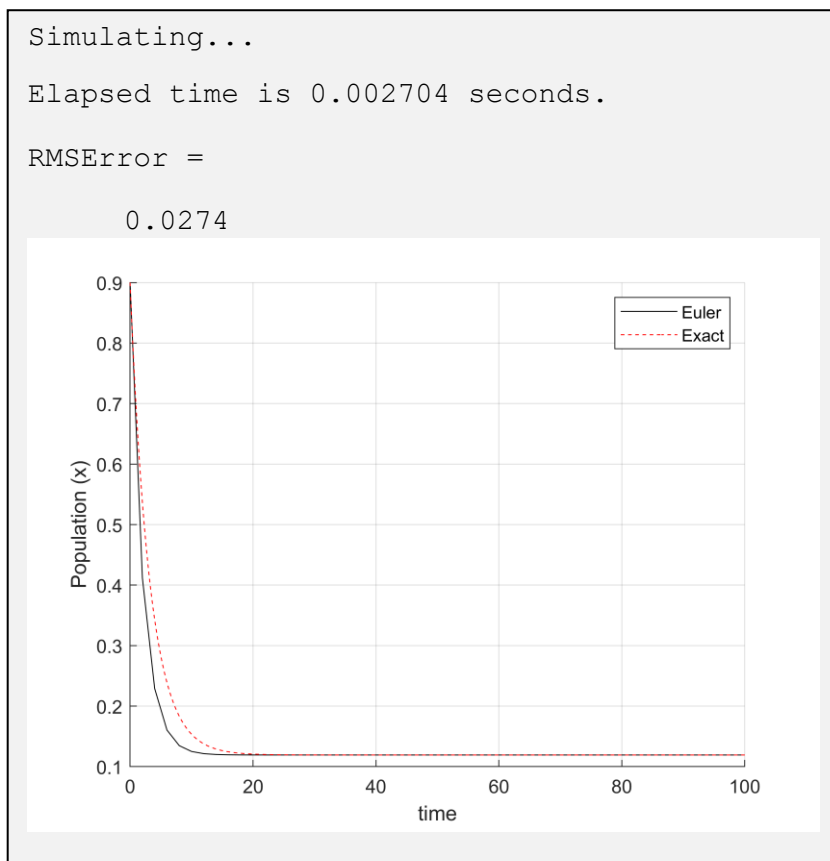 Simulating...
Elapsed time is 0.002704 seconds.
RMSError =
0.0274
0.9
0.8
0.7
0.6
0.5
0.4
0.3
0.2
0.1
Population (x)
Euler
Exact
0
20
40
60
80
100
time